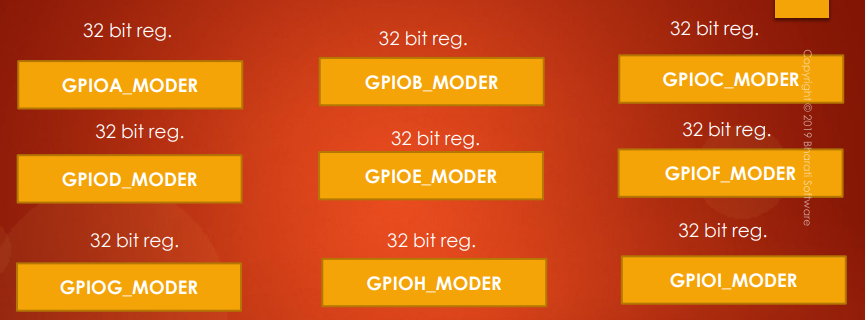 32 bit reg.
32 bit reg.
32 bit reg.
GPIOA_MODER
GPIOB_MODER
GPIOC_MODER
32 bit reg.
32 bit reg.
32 bit reg.
GPIOD_MODER
GPIOE_MODER
GPIOF_MODER
32 bit reg.
32 bit reg.
32 bit reg.
GPIOG_MODER
GPIOH_MODER
GPIOI_MODER
Copyright © 2019 Bharati Software